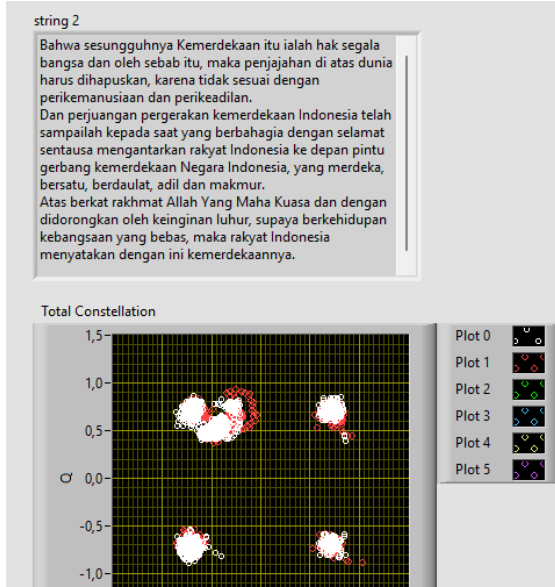 string 2
Bahwa sesungguhnya Kemerdekaan itu ialah hak segala
bangsa dan oleh sebab itu, maka penjajahan di atas dunia
harus dihapuskan, karena tidak sesuai dengan
perikemanusiaan dan perikeadilan.
Dan perjuangan pergerakan kemerdekaan Indonesia telah
sampailah kepada saat yang berbahagia dengan selamat
sentausa mengantarkan rakyat Indonesia ke depan pintu
gerbang kemerdekaan Negara Indonesia, yang merdeka,
bersatu, berdaulat, adil dan makmur.
Atas berkat rakhmat Allah Yang Maha Kuasa dan dengan
didorongkan oleh keinginan luhur, supaya berkehidupan
kebangsaan yang bebas, maka rakyat Indonesia
menyatakan dengan ini kemerdekaannya.
Total Constellation
1,5
1,0
0,5
0,0
-0,5
-1,0
Q
Plot 0
Plot 1
Plot 2
Plot 3
Plot 4
Plot 5